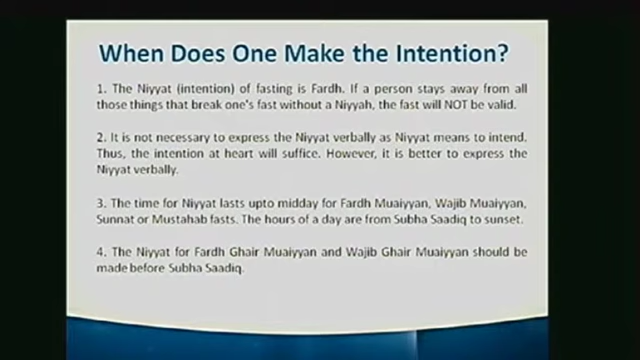 When Does One Make the Intention?
1. The Niyyat (intention) of fasting is Fardh. If a person stays away from all
those things that break one's fast without a Niyyah, the fast will NOT be valid.
2. It is not necessary to express the Niyyat verbally as Niyyat means to intend.
Thus, the intention at heart will suffice. However, it is better to express the
Niyyat verbally.
3. The time for Niyyat lasts upto midday for Fardh Muaiyyan, Wajib Muaiyyan,
Sunnat or Mustahab fasts. The hours of a day are from Subha Saadiq to sunset.
4. The Niyyat for Fardh Ghair Muaiyyan and Wajib Ghair Muaiyyan should be
made before Subha Saadiq.